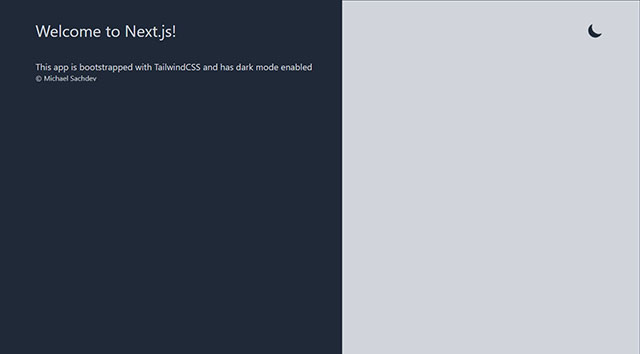 Welcome to Next.js!
This app is bootstrapped with TailwindCSS and has dark mode enabled
© Michael Sachdev